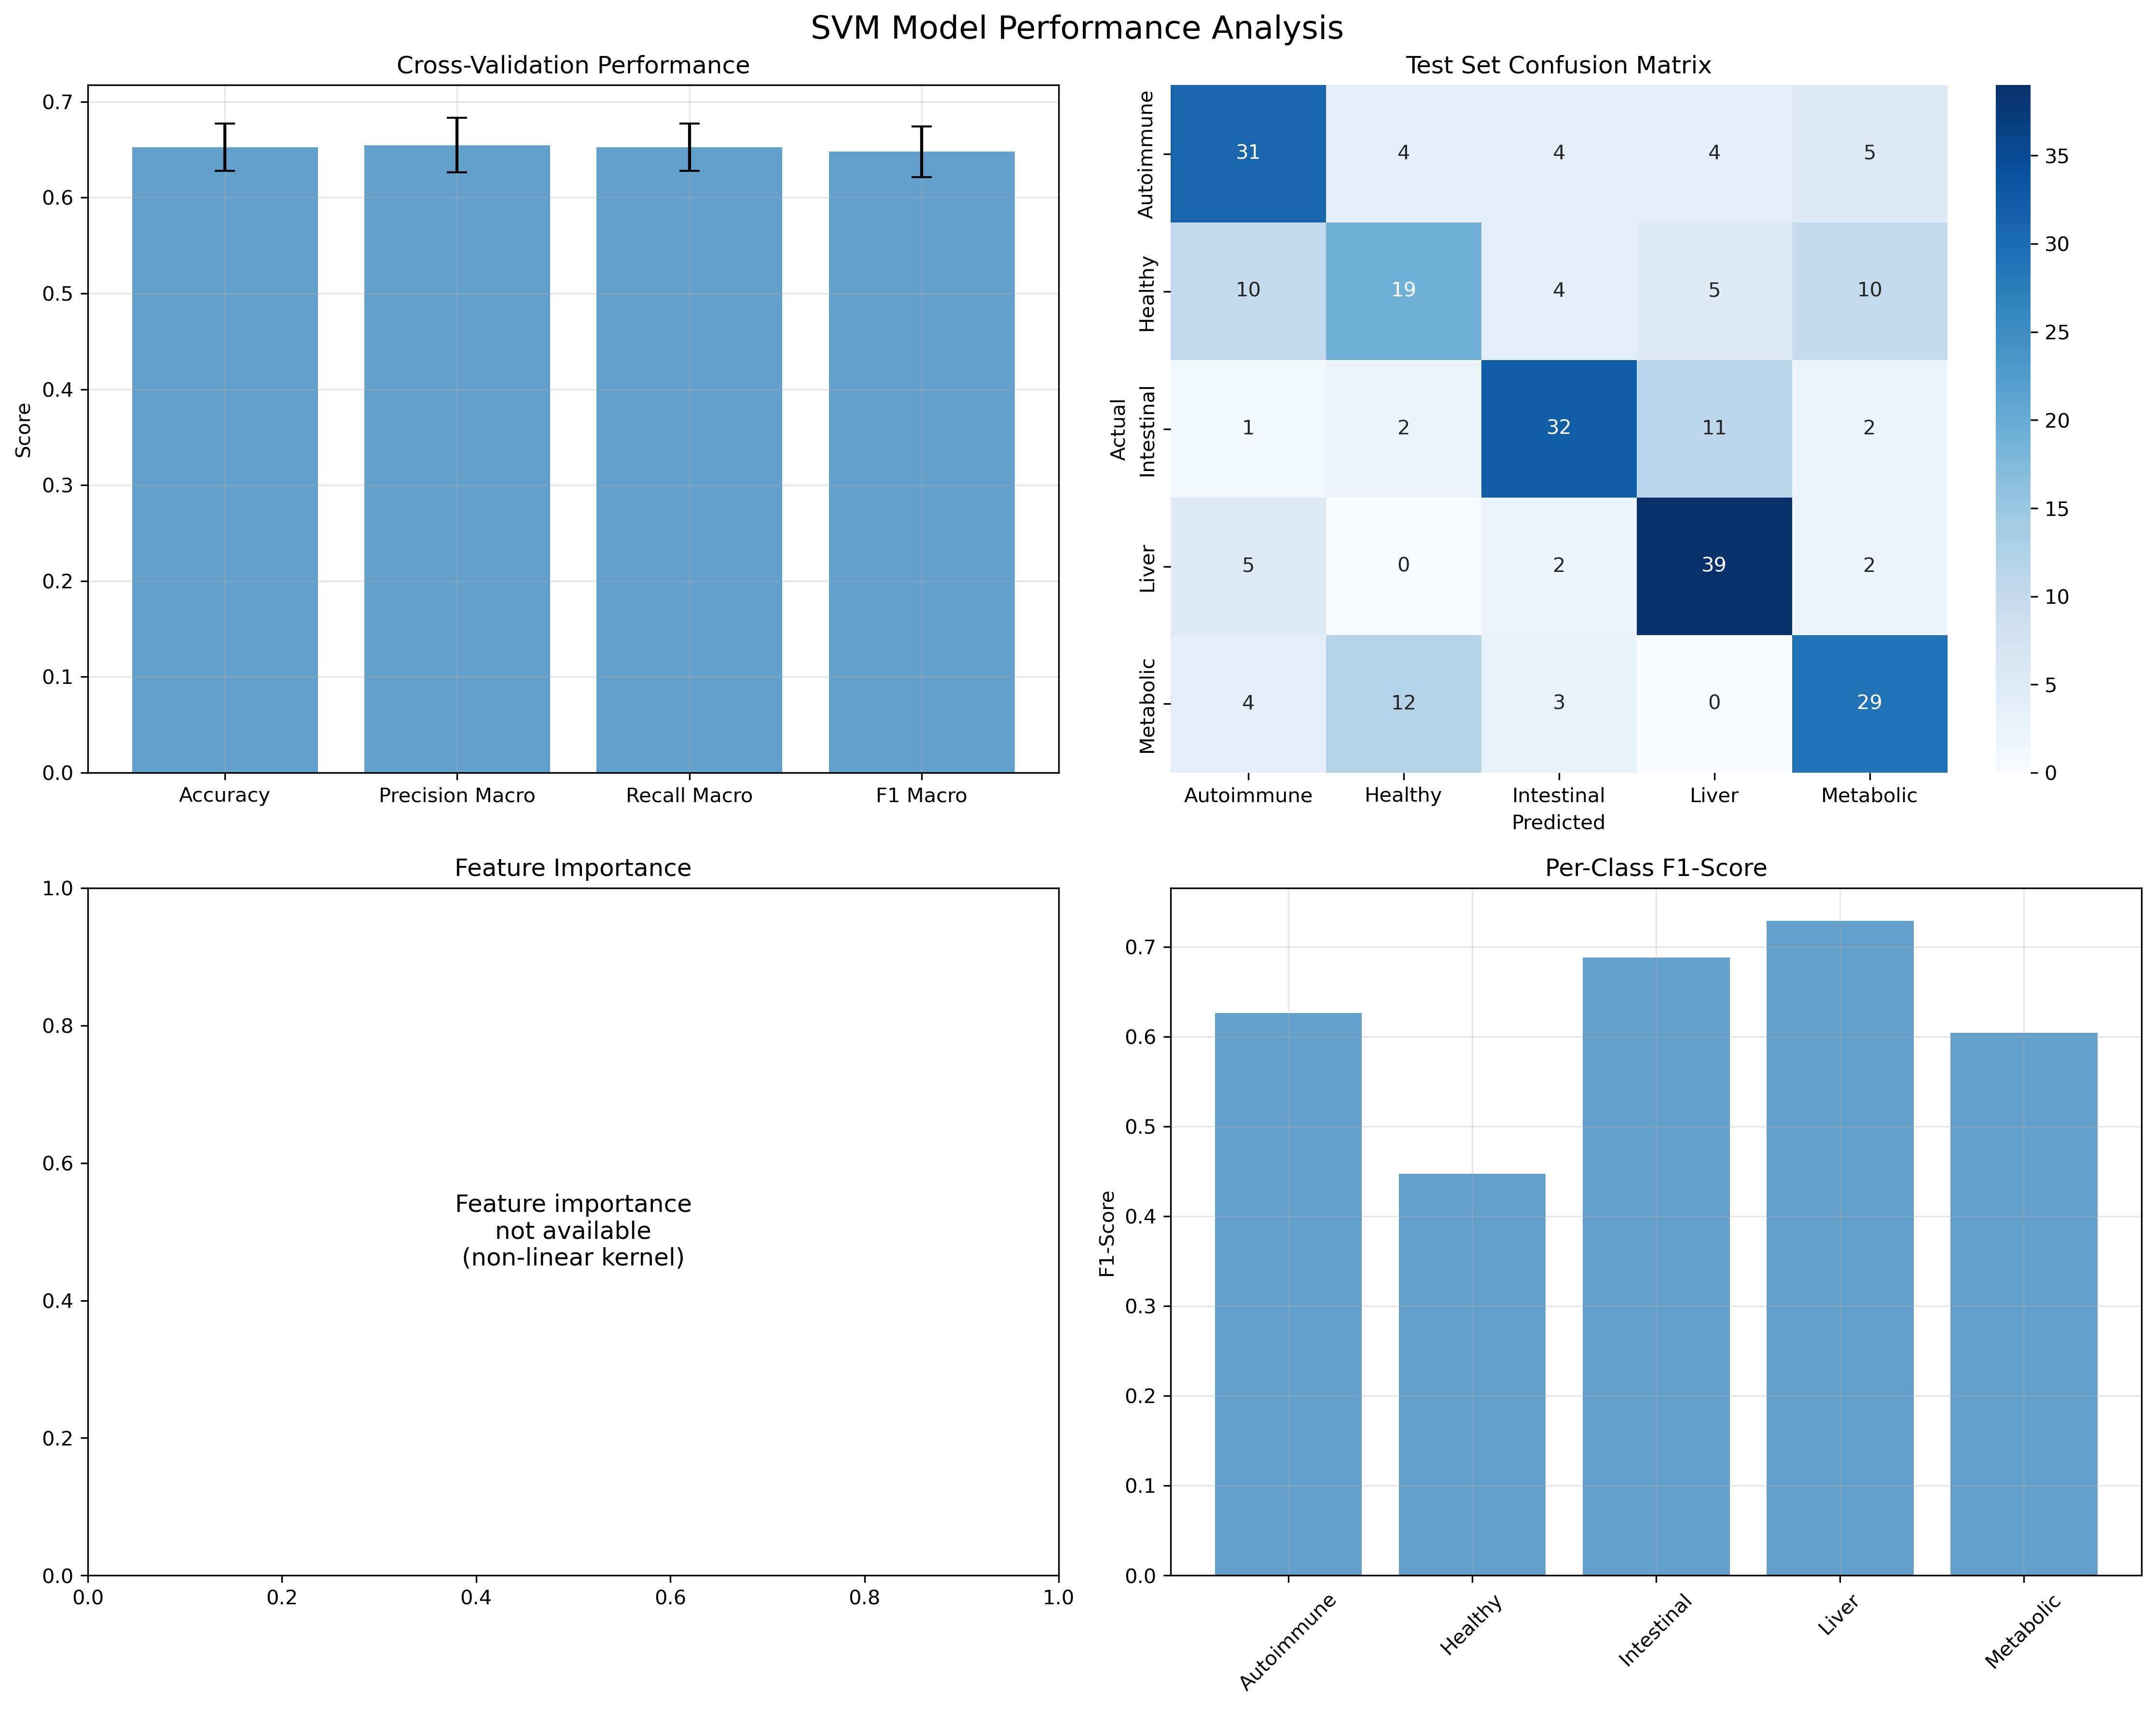 SVM Model Performance Analysis
Cross-Validation Performance
Score
0.7
0.6
0.5
0.4
0.3
0.2
0.1
0.0
Accuracy Precision Macro Recall Macro F1 Macro
Test Set Confusion Matrix
Actual
Autoimmune 31 4 4 4 5
Healthy 10 19 4 5 10
Intestinal 1 2 32 11 2
Liver 5 0 2 39 2
Metabolic 4 12 3 0 29
Autoimmune Healthy Intestinal Liver Metabolic
Predicted
35
30
25
20
15
10
5
0
Feature Importance
1.0
0.8
0.6
0.4
0.2
0.0
Feature importance
not available
(non-linear kernel)
0.0 0.2 0.4 0.6 0.8 1.0
Per-Class F1-Score
F1-Score
0.7
0.6
0.5
0.4
0.3
0.2
0.1
0.0
Autoimmune Healthy Intestinal Liver Metabolic